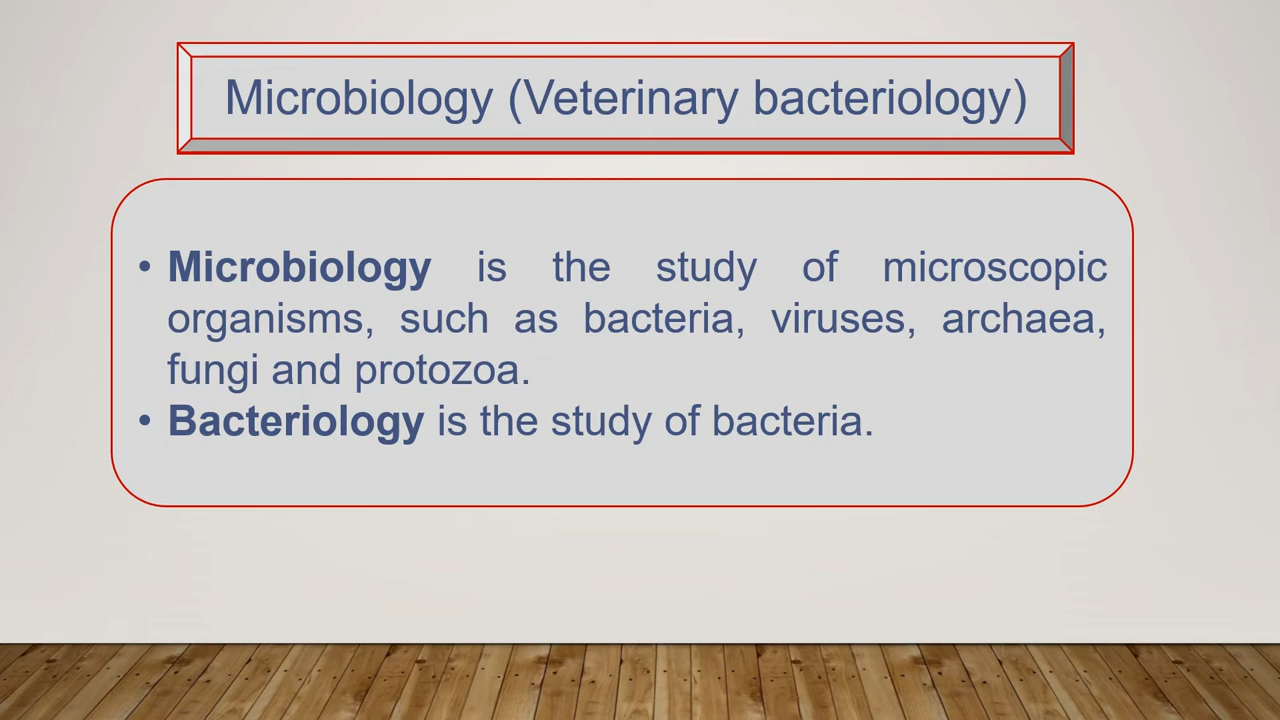 Microbiology (Veterinary bacteriology)
• Microbiology is the study of microscopic
organisms, such as bacteria, viruses, archaea,
fungi and protozoa.
• Bacteriology is the study of bacteria.